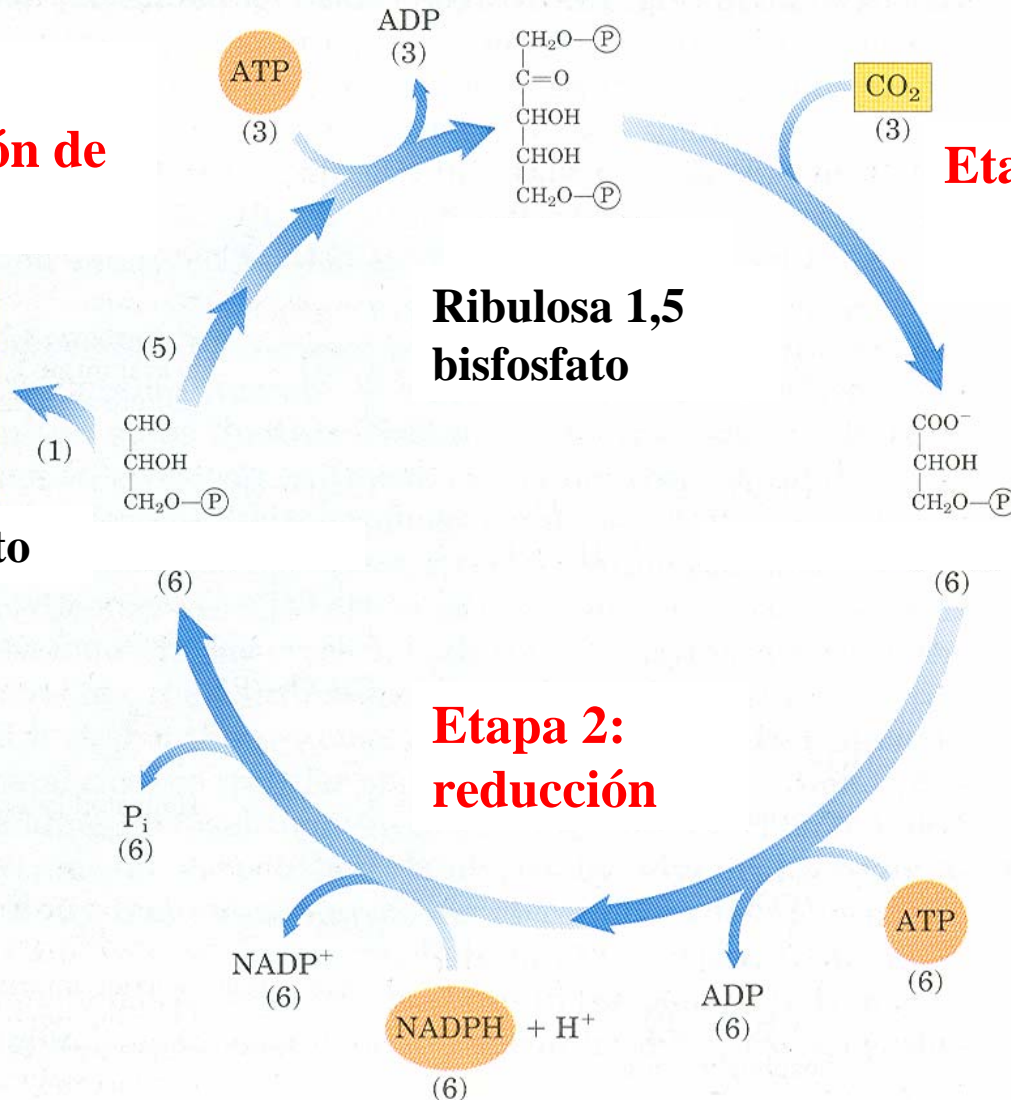 ADP
(3)
ATP
(3)
CH₂O—Ⓟ
C=O
CHOH
CHOH
CH₂O—Ⓟ
CO₂
(3)
ón de
Eta
Ribulosa 1,5
bisfosfato
(5)
(1)
CHO
CHOH
CH₂O—Ⓟ
COO⁻
CHOH
CH₂O—Ⓟ
to
(6)
(6)
Etapa 2:
reducción
Pᵢ
(6)
NADP⁺
(6)
NADPH + H⁺
(6)
ADP
(6)
ATP
(6)